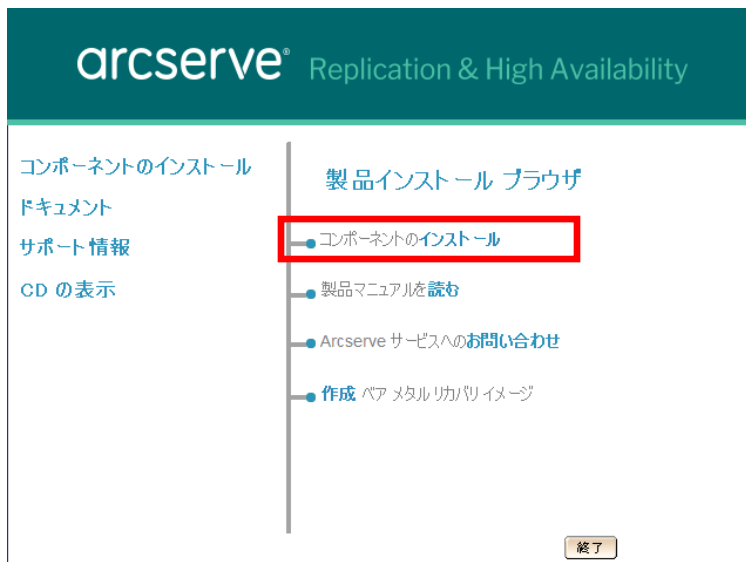 arcserve® Replication & High Availability
コンポーネントのインストール
ドキュメント
サポート情報
CD の表示
製品インストール ブラウザ
コンポーネントのインストール
製品マニュアルを読む
Arcserve サービスへのお問い合わせ
作成 ベア メタル リカバリ イメージ
終了